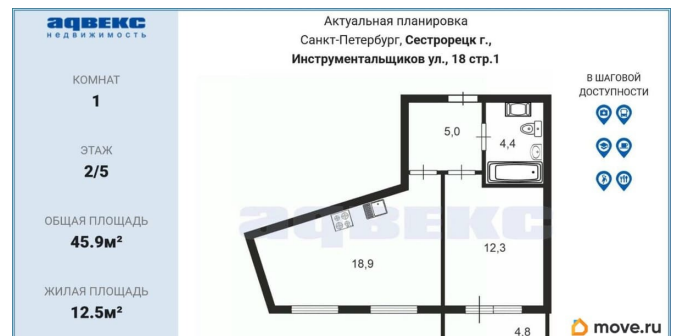 адвекс
НЕДВИЖИМОСТЬ
КОМНАТ
1
ЭТАЖ
2/5
ОБЩАЯ ПЛОЩАДЬ
45.9м²
ЖИЛАЯ ПЛОЩАДЬ
12.5м²
Актуальная планировка
Санкт-Петербург, Сестрорецк г.,
Инструментальщиков ул., 18 стр.1
5,0
4,4
адвекс
12,3
18,9
4,8
В ШАГОВОЙ
ДОСТУПНОСТИ
move.ru